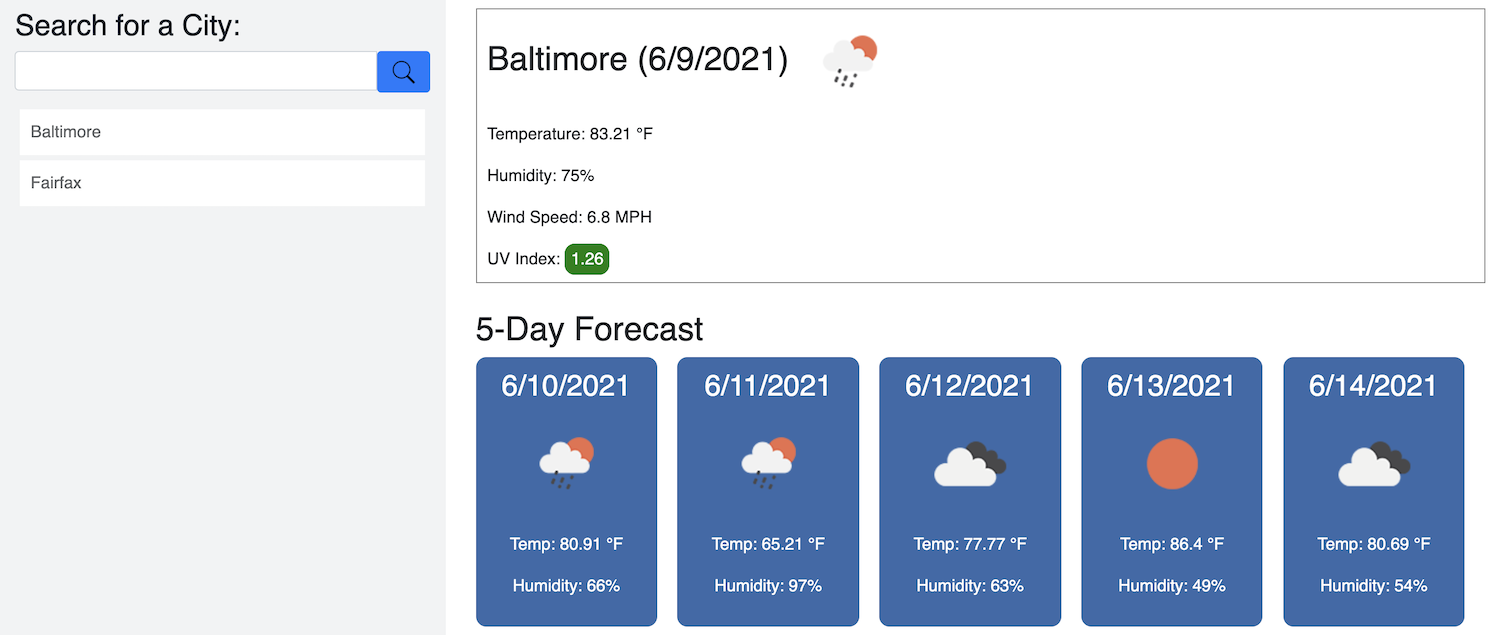 Search for a City:
Baltimore
Fairfax
Baltimore (6/9/2021)
Temperature: 83.21 °F
Humidity: 75%
Wind Speed: 6.8 MPH
UV Index: 1.26
5-Day Forecast
6/10/2021
Temp: 80.91 °F
Humidity: 66%
6/11/2021
Temp: 65.21 °F
Humidity: 97%
6/12/2021
Temp: 77.77 °F
Humidity: 63%
6/13/2021
Temp: 86.4 °F
Humidity: 49%
6/14/2021
Temp: 80.69 °F
Humidity: 54%